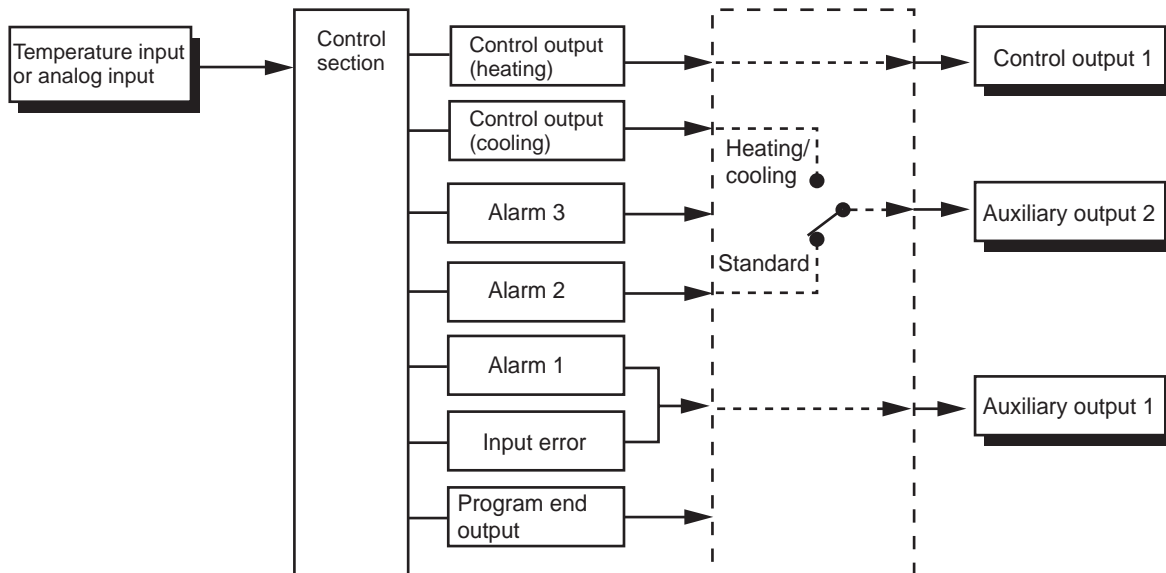 Temperature input
or analog input
Control
section
Control output
(heating)
Control output
(cooling)
Alarm 3
Alarm 2
Alarm 1
Input error
Program end
output
Heating/
cooling
Standard
Control output 1
Auxiliary output 2
Auxiliary output 1